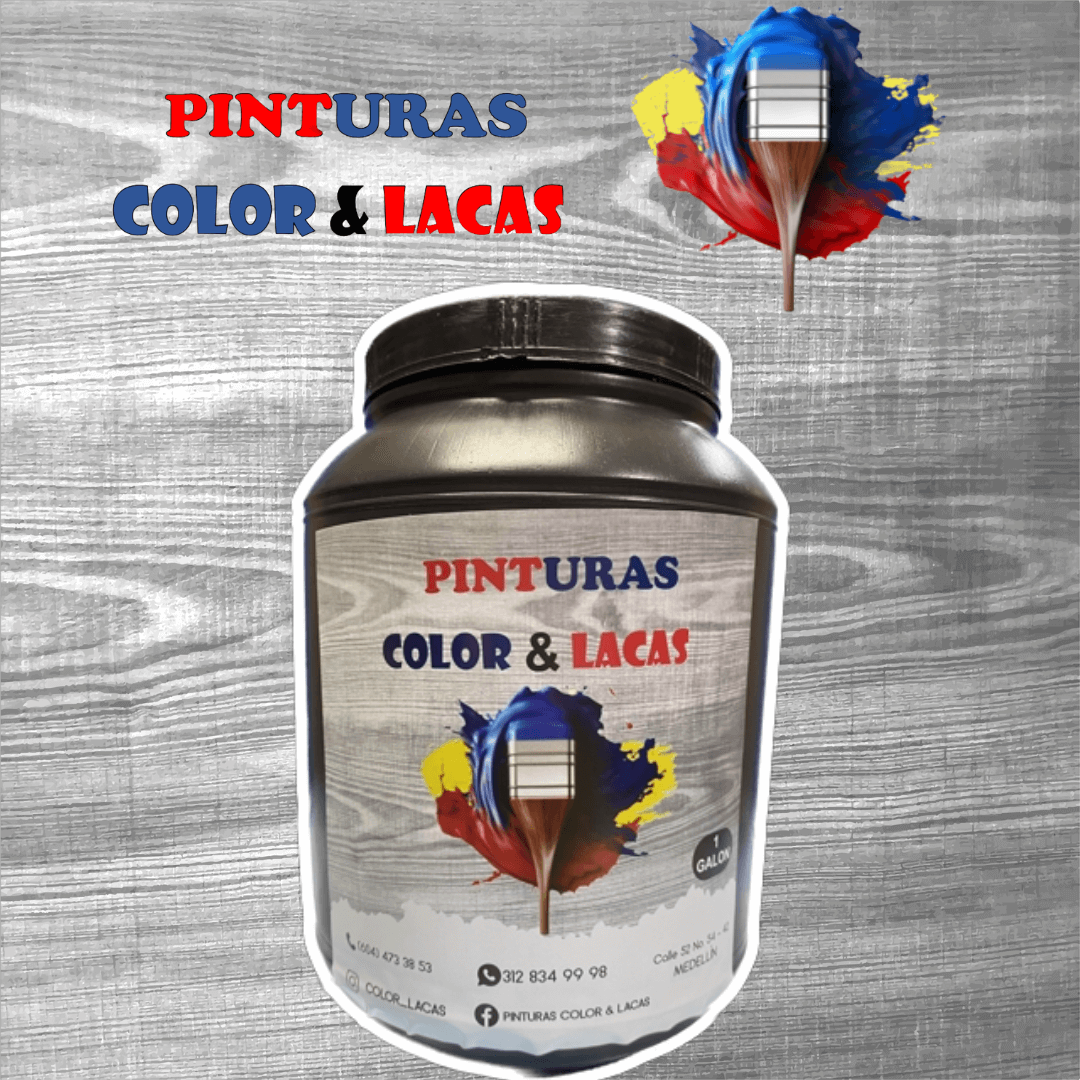 PINTURAS
COLOR & LACAS
PINTURAS
COLOR & LACAS
1
GALON
(604) 473 38 53
312 834 99 98
Calle 52 No. 54 - 42
MEDELLÍN
COLOR_LACAS
PINTURAS COLOR & LACAS